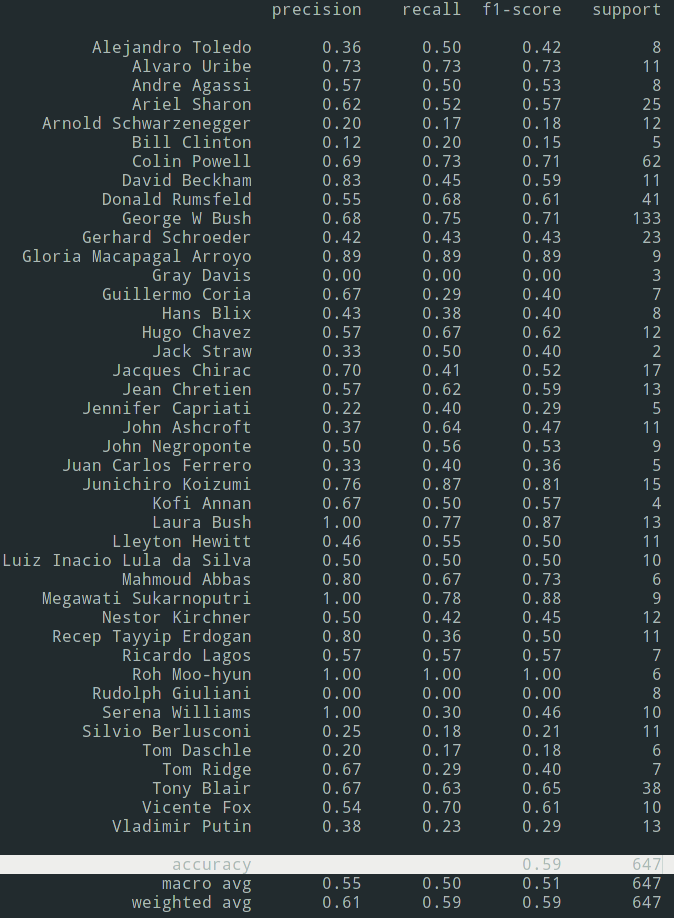 precision recall f1-score support
Alejandro Toledo 0.36 0.50 0.42 8
Alvaro Uribe 0.73 0.73 0.73 11
Andre Agassi 0.57 0.50 0.53 8
Ariel Sharon 0.62 0.52 0.57 25
Arnold Schwarzenegger 0.20 0.17 0.18 12
Bill Clinton 0.12 0.20 0.15 5
Colin Powell 0.69 0.73 0.71 62
David Beckham 0.83 0.45 0.59 11
Donald Rumsfeld 0.55 0.68 0.61 41
George W Bush 0.68 0.75 0.71 133
Gerhard Schroeder 0.42 0.43 0.43 23
Gloria Macapagal Arroyo 0.89 0.89 0.89 9
Gray Davis 0.00 0.00 0.00 3
Guillermo Coria 0.67 0.29 0.40 7
Hans Blix 0.43 0.38 0.40 8
Hugo Chavez 0.57 0.67 0.62 12
Jack Straw 0.33 0.50 0.40 2
Jacques Chirac 0.70 0.41 0.52 17
Jean Chretien 0.57 0.62 0.59 13
Jennifer Capriati 0.22 0.40 0.29 5
John Ashcroft 0.37 0.64 0.47 11
John Negroponte 0.50 0.56 0.53 9
Juan Carlos Ferrero 0.33 0.40 0.36 5
Junichiro Koizumi 0.76 0.87 0.81 15
Kofi Annan 0.67 0.50 0.57 4
Laura Bush 1.00 0.77 0.87 13
Lleyton Hewitt 0.46 0.55 0.50 11
Luiz Inacio Lula da Silva 0.50 0.50 0.50 10
Mahmoud Abbas 0.80 0.67 0.73 6
Megawati Sukarnoputri 1.00 0.78 0.88 9
Nestor Kirchner 0.50 0.42 0.45 12
Recep Tayyip Erdogan 0.80 0.36 0.50 11
Ricardo Lagos 0.57 0.57 0.57 7
Roh Moo-hyun 1.00 1.00 1.00 6
Rudolph Giuliani 0.00 0.00 0.00 8
Serena Williams 1.00 0.30 0.46 10
Silvio Berlusconi 0.25 0.18 0.21 11
Tom Daschle 0.20 0.17 0.18 6
Tom Ridge 0.67 0.29 0.40 7
Tony Blair 0.67 0.63 0.65 38
Vicente Fox 0.54 0.70 0.61 10
Vladimir Putin 0.38 0.23 0.29 13
accuracy 0.59 647
macro avg 0.55 0.50 0.51 647
weighted avg 0.61 0.59 0.59 647